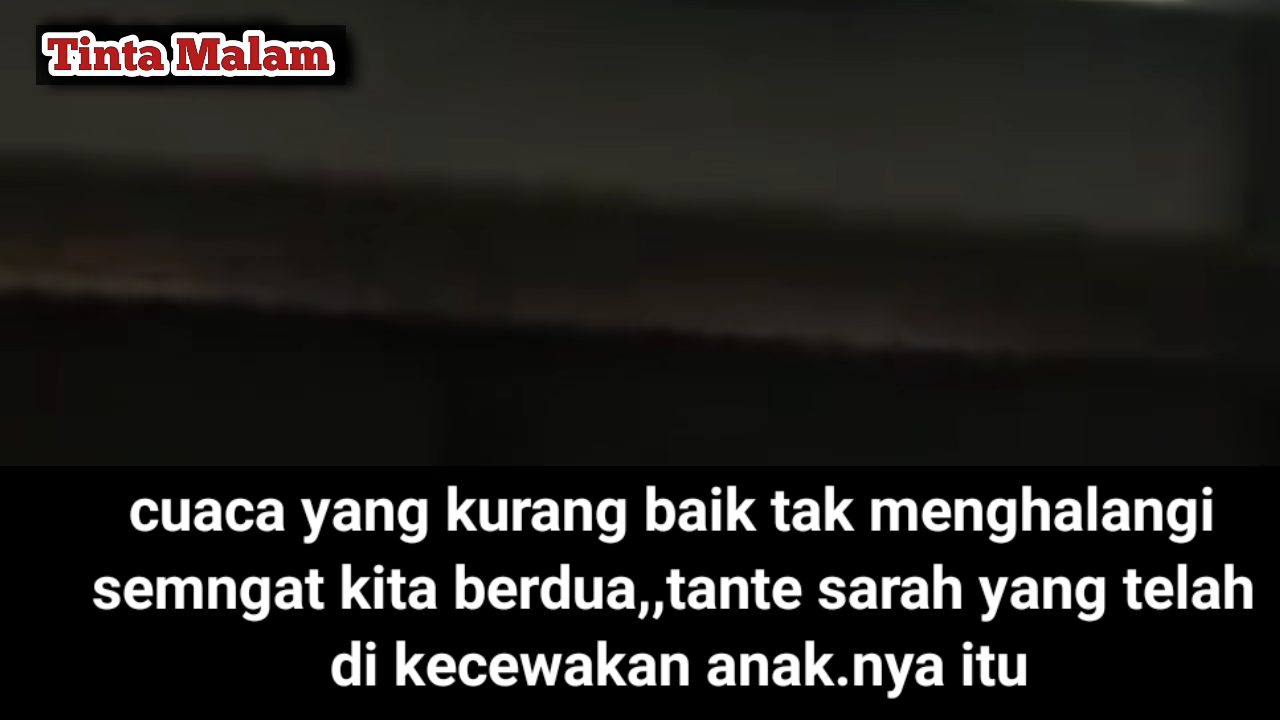 Tinta Malam
cuaca yang kurang baik tak menghalangi
semngat kita berdua,,tante sarah yang telah
di kecewakan anak.nya itu